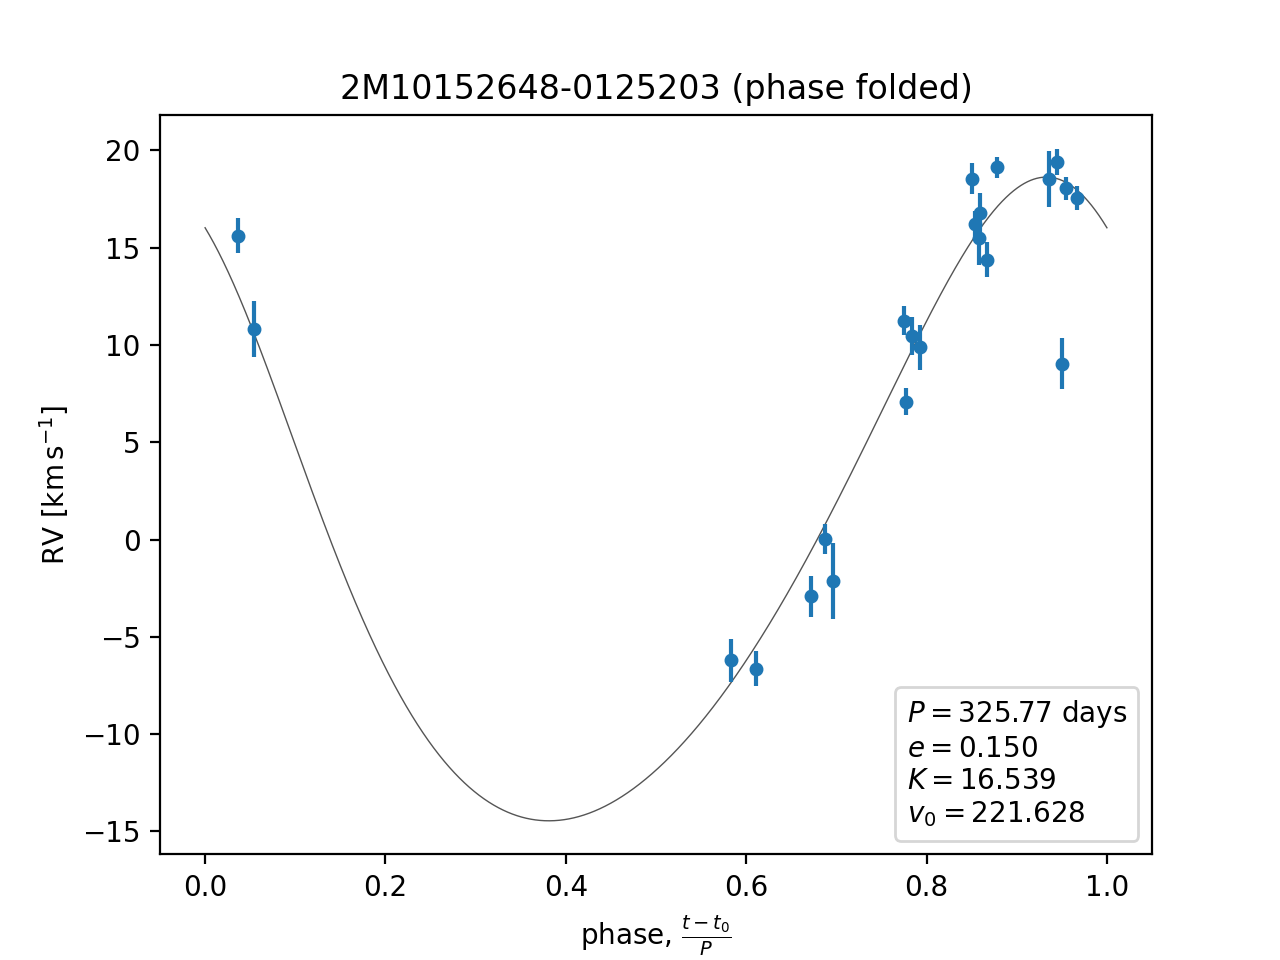 2M10152648-0125203 (phase folded)
RV [km s⁻¹]
20
15
10
5
0
−5
−10
−15
P = 325.77 days
e = 0.150
K = 16.539
v₀ = 221.628
0.0 0.2 0.4 0.6 0.8 1.0
phase, (t − t₀)/P